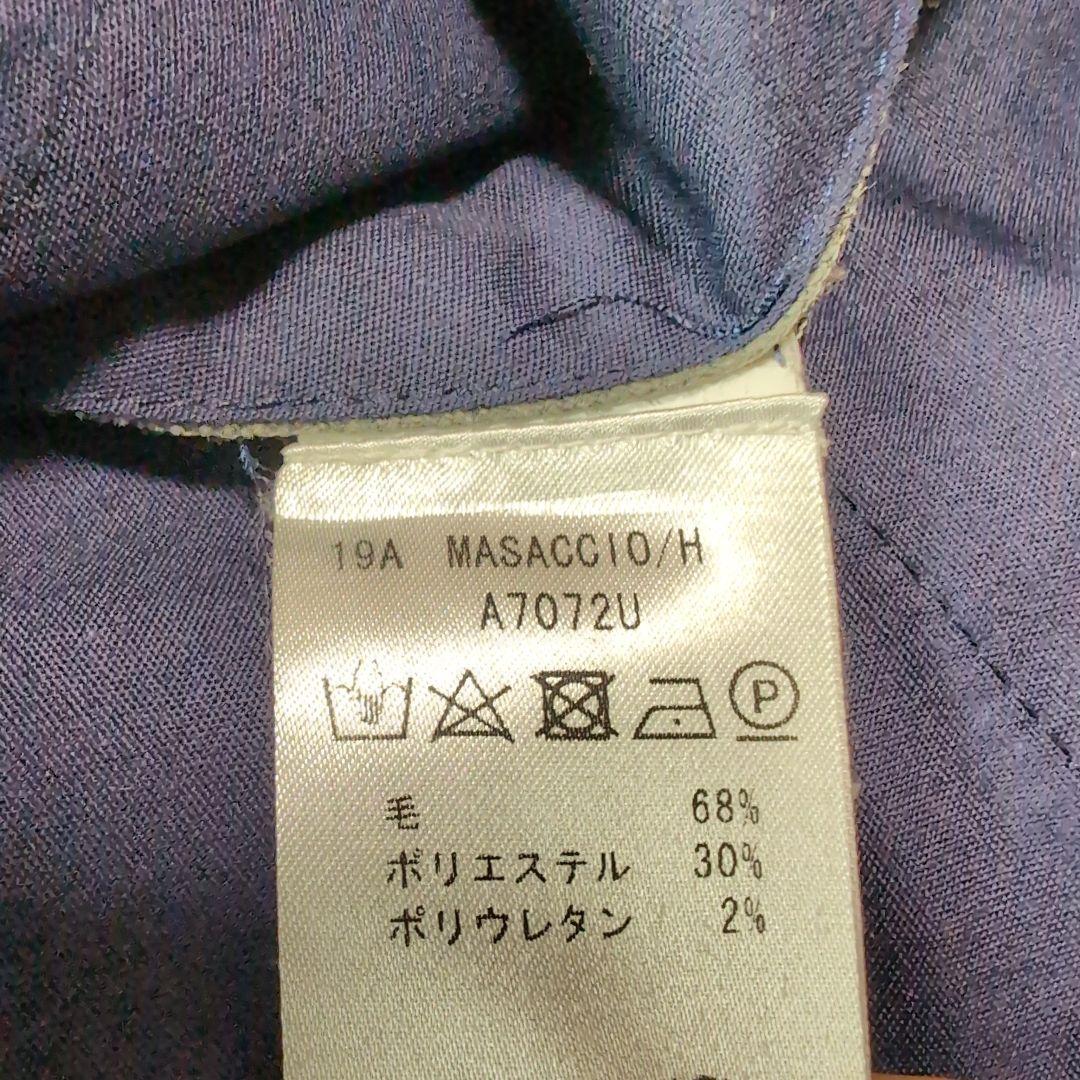 19A MASACCIO/H
A7072U
P
毛 68%
ポリエステル 30%
ポリウレタン 2%